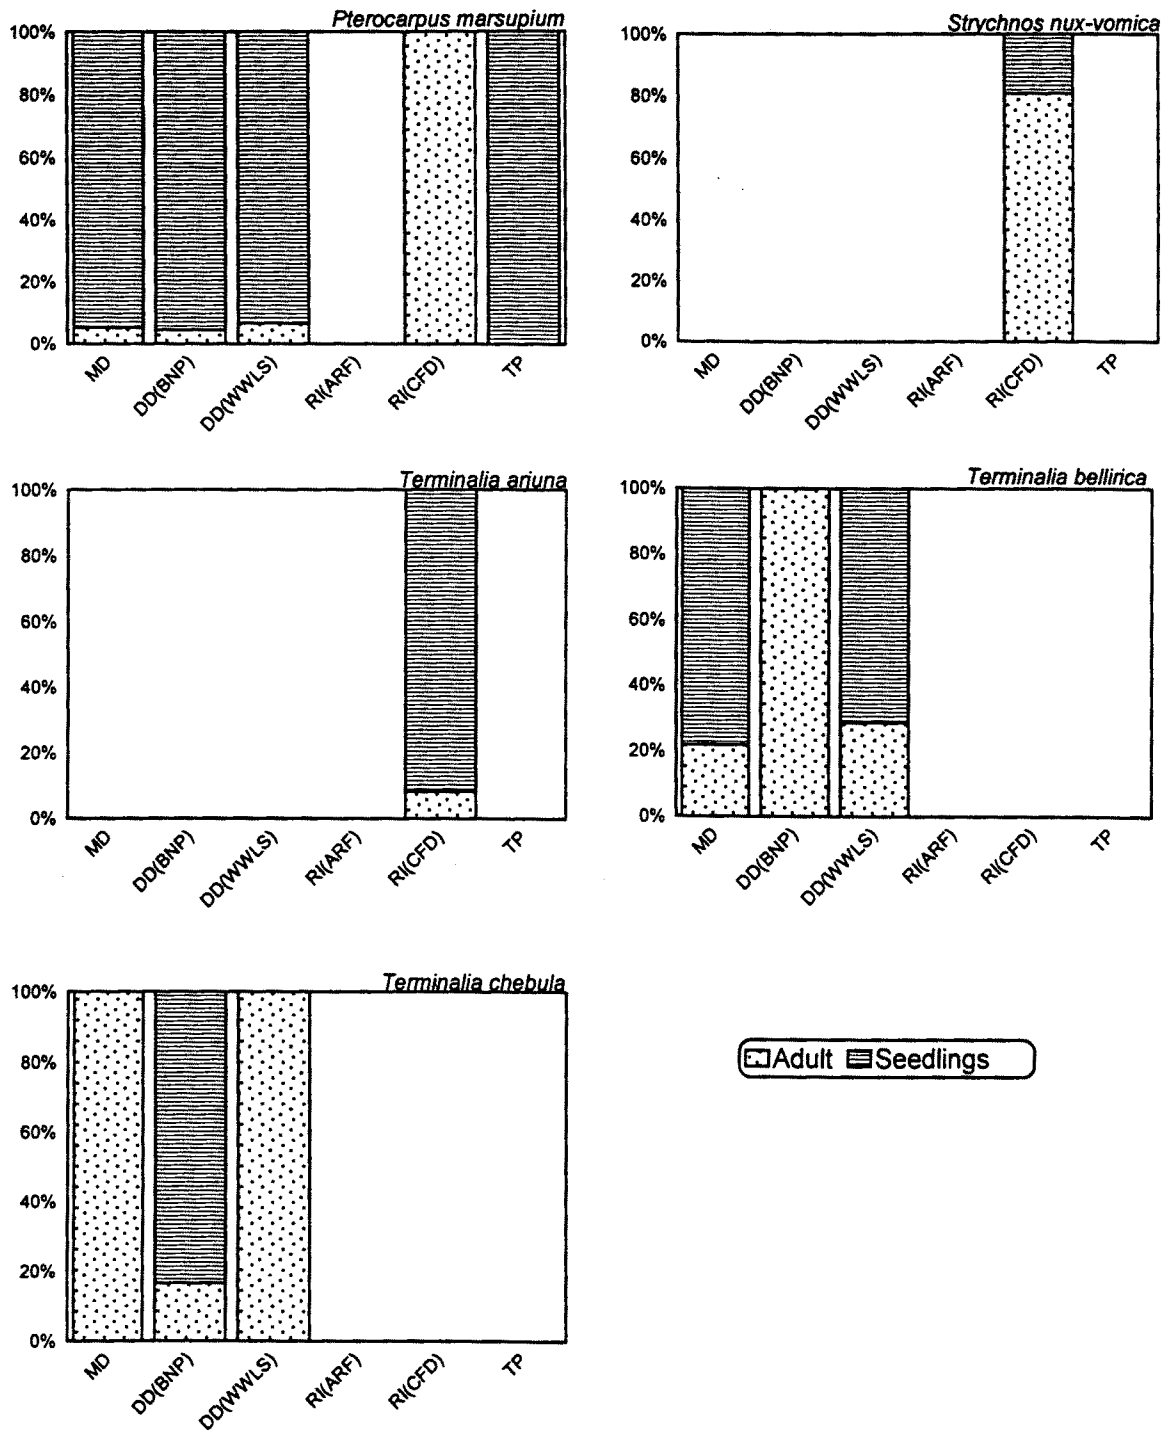 Pterocarpus marsupium
100%
80%
60%
40%
20%
0%
MD
DD(BNP)
DD(WWLS)
RI(ARF)
RI(CFD)
TP
Strychnos nux-vomica
100%
80%
60%
40%
20%
0%
MD
DD(BNP)
DD(WWLS)
RI(ARF)
RI(CFD)
TP
Terminalia arjuna
100%
80%
60%
40%
20%
0%
MD
DD(BNP)
DD(WWLS)
RI(ARF)
RI(CFD)
TP
Terminalia bellirica
100%
80%
60%
40%
20%
0%
MD
DD(BNP)
DD(WWLS)
RI(ARF)
RI(CFD)
TP
Terminalia chebula
100%
80%
60%
40%
20%
0%
MD
DD(BNP)
DD(WWLS)
RI(ARF)
RI(CFD)
TP
Adult Seedlings